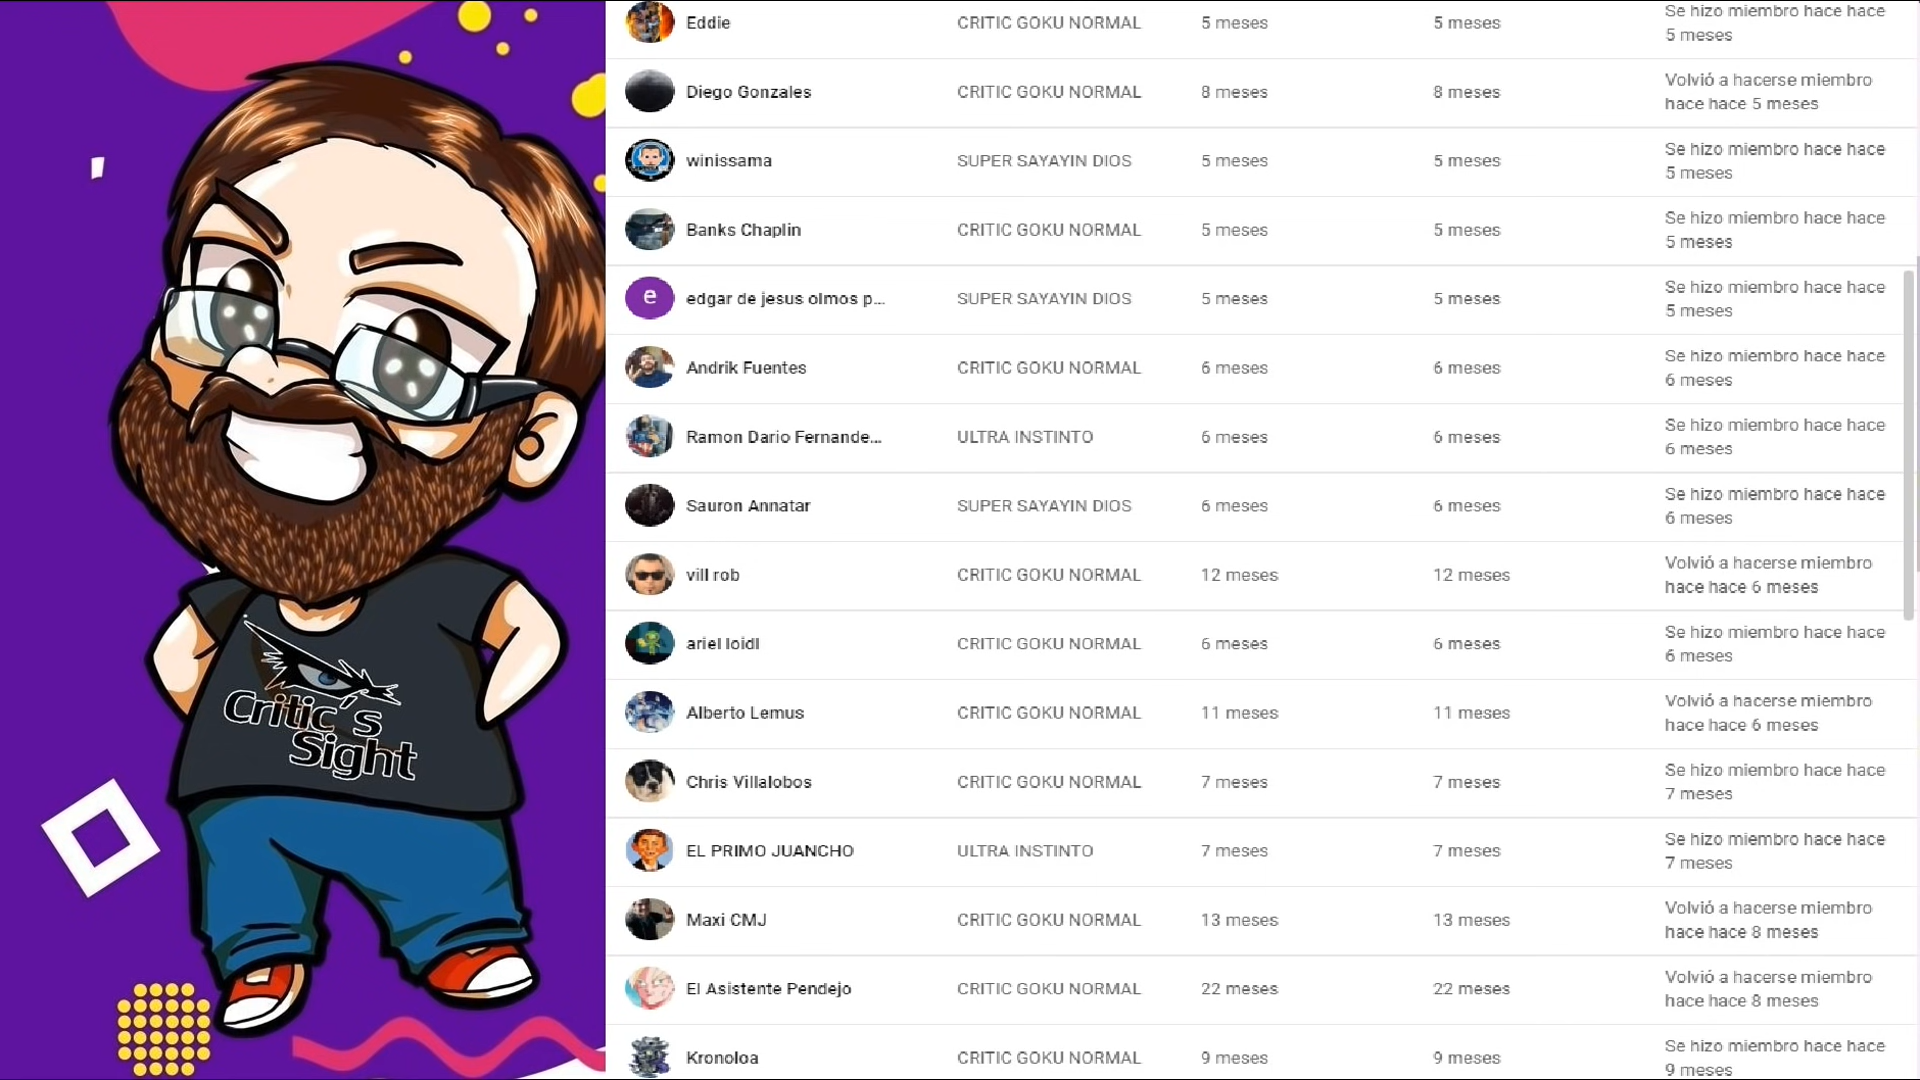 Critic´s
Sight
Eddie CRITIC GOKU NORMAL 5 meses 5 meses Se hizo miembro hace hace
5 meses
Diego Gonzales CRITIC GOKU NORMAL 8 meses 8 meses Volvió a hacerse miembro
hace hace 5 meses
winissama SUPER SAYAYIN DIOS 5 meses 5 meses Se hizo miembro hace hace
5 meses
Banks Chaplin CRITIC GOKU NORMAL 5 meses 5 meses Se hizo miembro hace hace
5 meses
e edgar de jesus olmos p... SUPER SAYAYIN DIOS 5 meses 5 meses Se hizo miembro hace hace
5 meses
Andrik Fuentes CRITIC GOKU NORMAL 6 meses 6 meses Se hizo miembro hace hace
6 meses
Ramon Dario Fernande... ULTRA INSTINTO 6 meses 6 meses Se hizo miembro hace hace
6 meses
Sauron Annatar SUPER SAYAYIN DIOS 6 meses 6 meses Se hizo miembro hace hace
6 meses
vill rob CRITIC GOKU NORMAL 12 meses 12 meses Volvió a hacerse miembro
hace hace 6 meses
ariel loidl CRITIC GOKU NORMAL 6 meses 6 meses Se hizo miembro hace hace
6 meses
Alberto Lemus CRITIC GOKU NORMAL 11 meses 11 meses Volvió a hacerse miembro
hace hace 6 meses
Chris Villalobos CRITIC GOKU NORMAL 7 meses 7 meses Se hizo miembro hace hace
7 meses
EL PRIMO JUANCHO ULTRA INSTINTO 7 meses 7 meses Se hizo miembro hace hace
7 meses
Maxi CMJ CRITIC GOKU NORMAL 13 meses 13 meses Volvió a hacerse miembro
hace hace 8 meses
El Asistente Pendejo CRITIC GOKU NORMAL 22 meses 22 meses Volvió a hacerse miembro
hace hace 8 meses
Kronoloa CRITIC GOKU NORMAL 9 meses 9 meses Se hizo miembro hace hace
9 meses